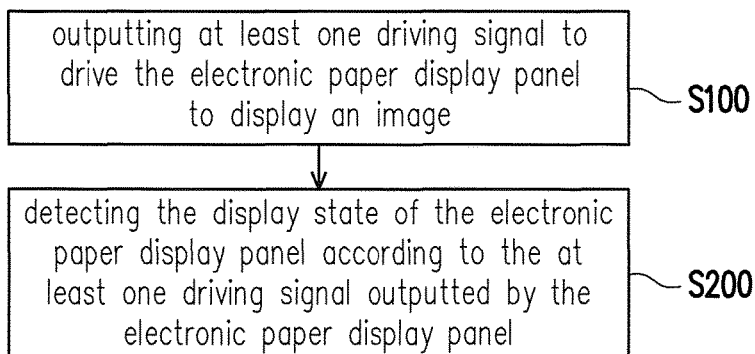 outputting at least one driving signal to
drive the electronic paper display panel
to display an image
S100
detecting the display state of the electronic
paper display panel according to the at
least one driving signal outputted by the
electronic paper display panel
S200